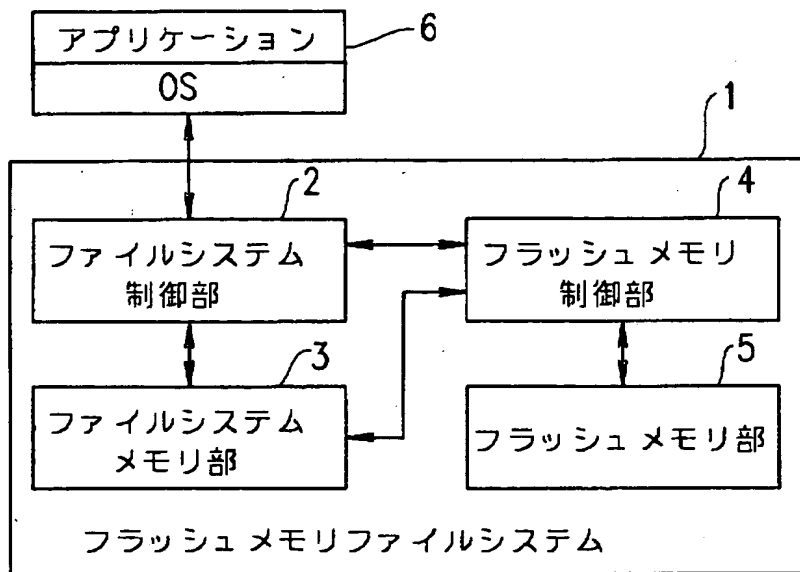 アプリケーション
6
OS
1
2
4
ファイルシステム
制御部
フラッシュメモリ
制御部
3
5
ファイルシステム
メモリ部
フラッシュメモリ部
フラッシュメモリファイルシステム